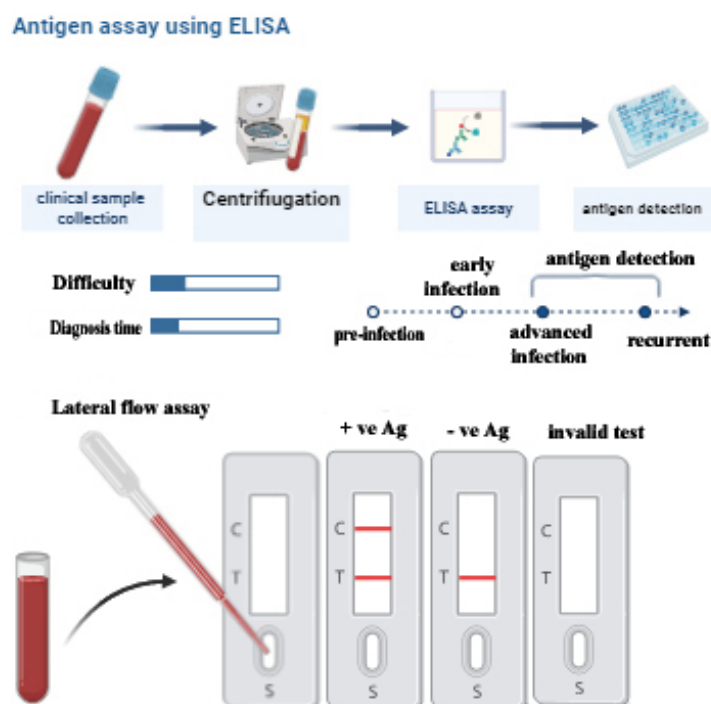 Antigen assay using ELISA
clinical sample
collection
Centrifiugation
ELISA assay
antigen detection
Difficulty
Diagnosis time
early
infection
antigen detection
pre-infection
advanced
infection
recurrent
Lateral flow assay
+ ve Ag
- ve Ag
invalid test
C
T
S
C
T
S
C
T
S
C
T
S